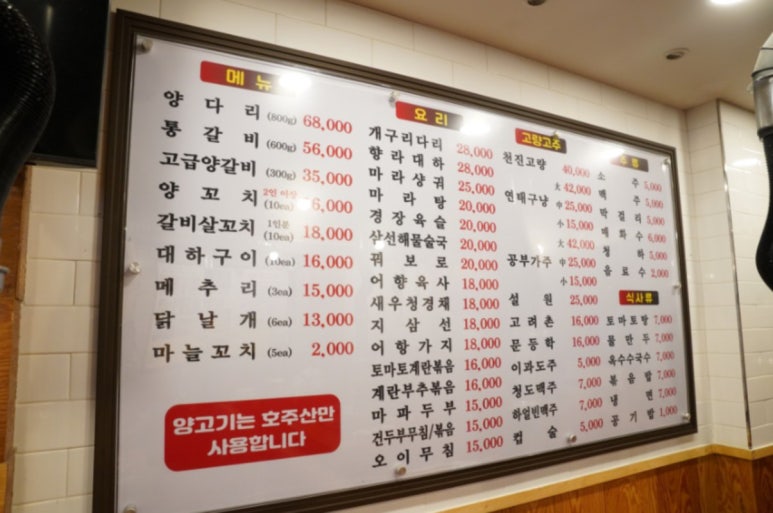 메뉴
양다리 (800g) 68,000
통갈비 (600g) 56,000
고급양갈비 (300g) 35,000
양꼬치 2인 이상 (10ea) 6,000
갈비살꼬치 1인분 (10ea) 18,000
대하구이 (10ea) 16,000
메추리 (3ea) 15,000
닭날개 (6ea) 13,000
마늘꼬치 (5ea) 2,000
양고기는 호주산만
사용합니다
요리
개구리다리 28,000
향라대하 28,000
마라샹궈 25,000
마라탕 20,000
경장육슬 20,000
삼선해물술국 20,000
꿔보로 20,000
어향육사 18,000
새우청경채 18,000
지삼선 18,000
어향가지 18,000
토마토계란볶음 16,000
계란부추볶음 16,000
마파두부 15,000
건두부무침/볶음 15,000
오이무침 15,000
고량고주
천진고량 40,000
연태구냥 大 42,000
中 25,000
小 15,000
공부가주 大 42,000
中 25,000
小 15,000
설원 25,000
고려촌 16,000
문등학 16,000
이과도주 5,000
청도맥주 7,000
하얼빈맥주 7,000
컵술 5,000
주종
소주 5,000
맥주 5,000
막걸리 5,000
매화수 6,000
청하 5,000
음료수 2,000
식사류
토마토탕 7,000
물만두 7,000
옥수수국수 7,000
볶음밥 7,000
냉면 7,000
공기밥 1,000